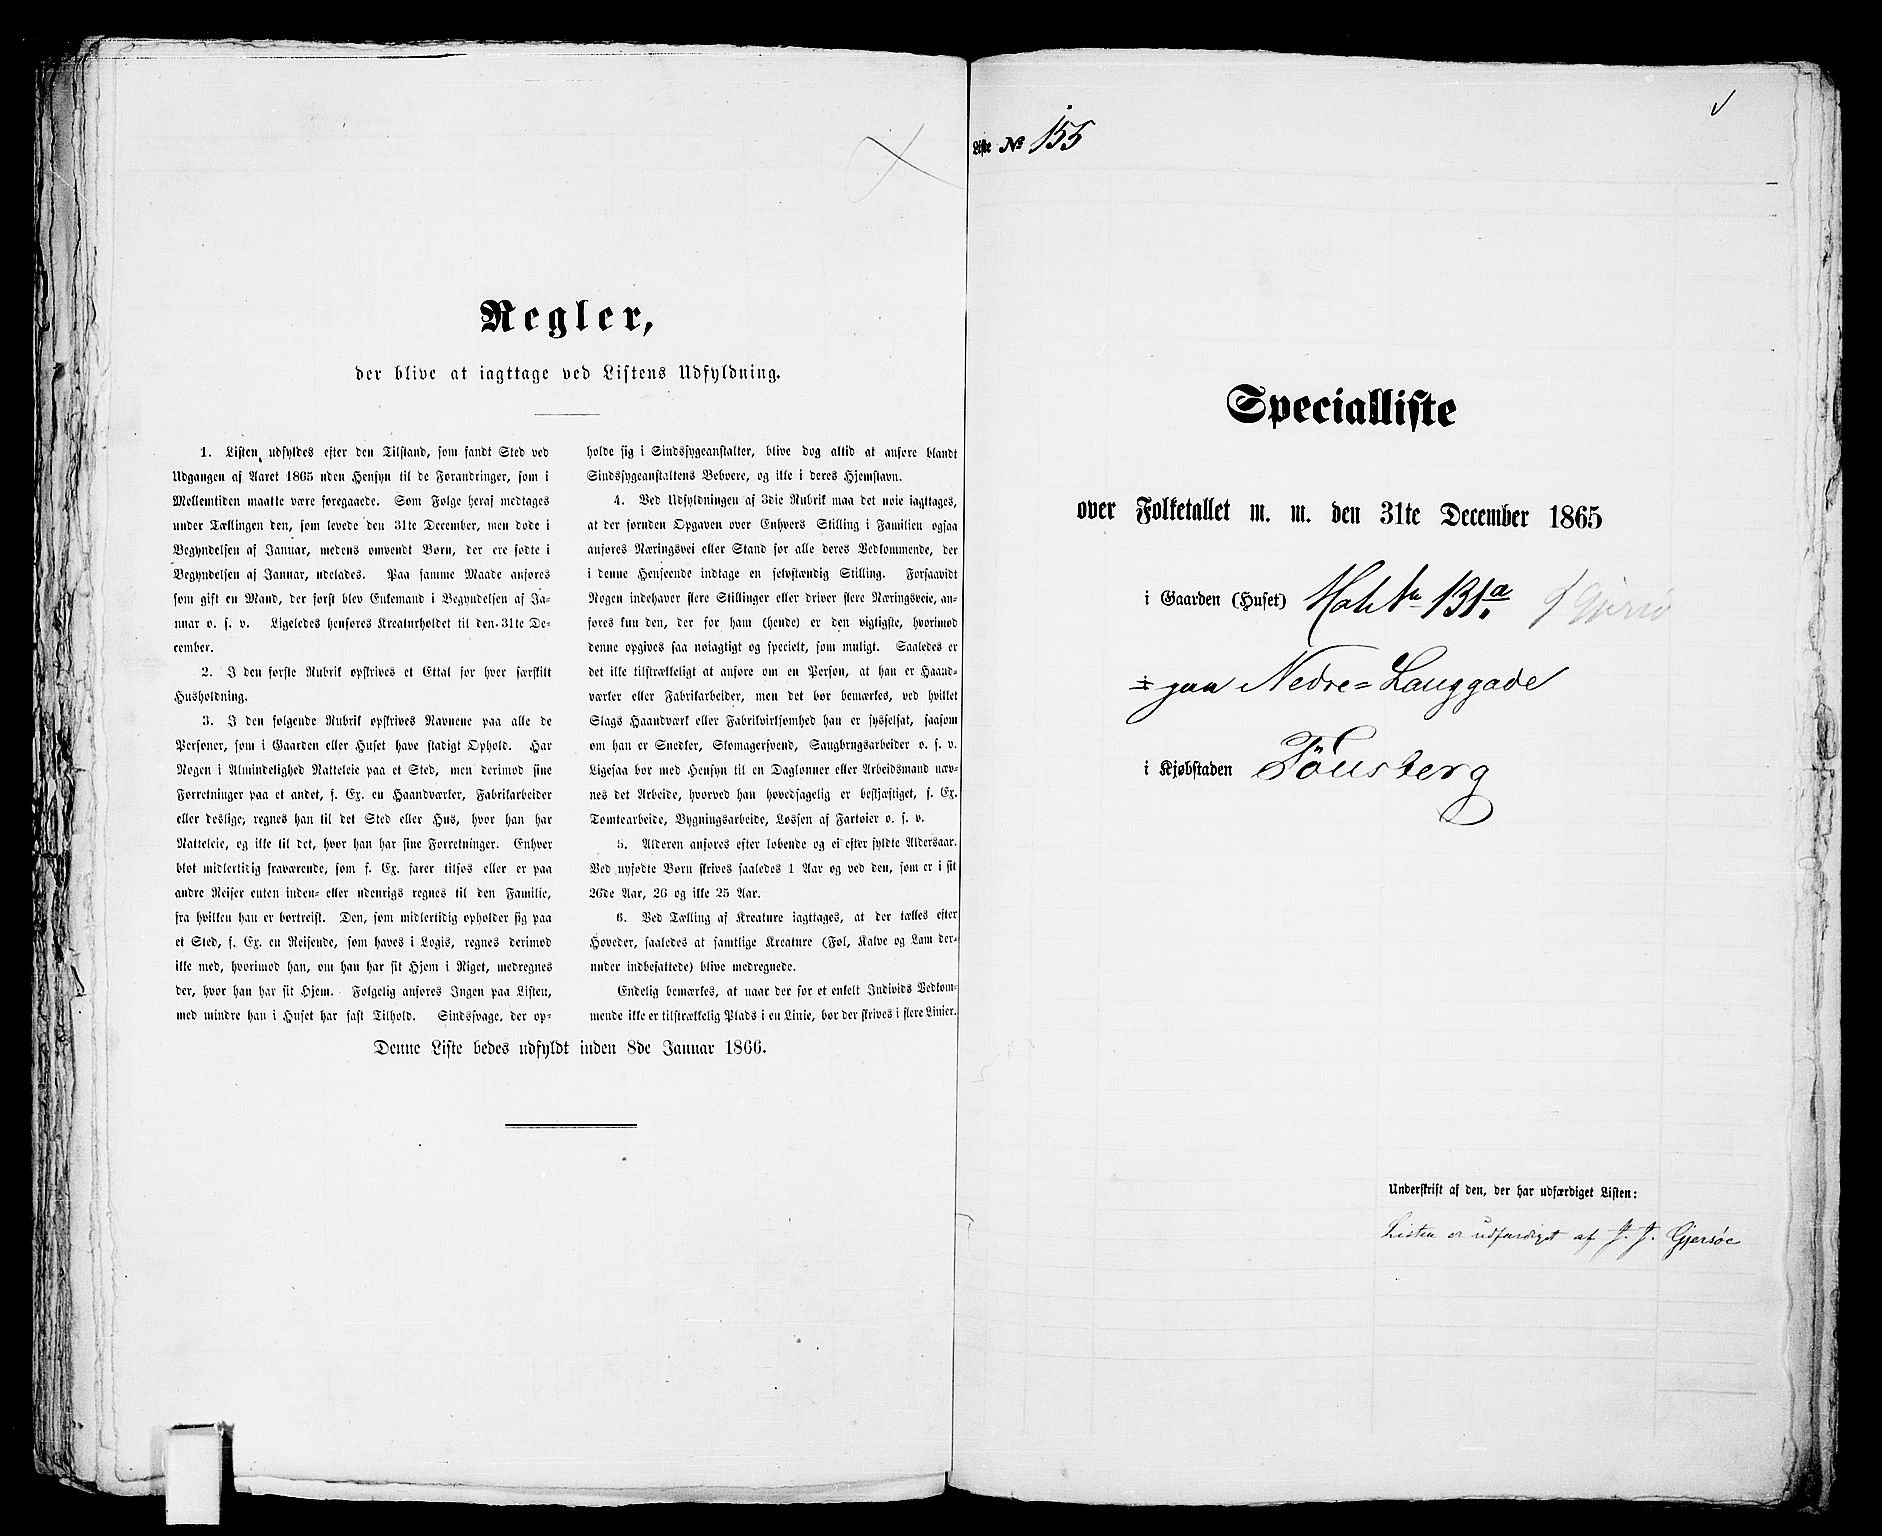 Regler,
der blive at iagttage ved Listens Udfyldning.
1. Listen udfyldes efter den Tilstand, som fandt Sted ved
Udgangen af Aaret 1865 uden Hensyn til de Forandringer, som i
Mellemtiden maatte være foregaaede. Som Følge heraf medtages
under Tællingen den, som levede den 31te December, men døde i
Begyndelsen af Januar, medens omvendt Børn, der ere fødte i
Begyndelsen af Januar, udelades. Paa samme Maade anføres
som gift en Mand, der først blev Enkemand i Begyndelsen af Ja-
nuar o. s. v. Ligeledes henføres Kreaturholdet til den 31te De-
cember.
2. I den første Rubrik opskrives et Ettal for hver særskilt
Husholdning.
3. I den følgende Rubrik opskrives Navnene paa alle de
Personer, som i Gaarden eller Huset have stadigt Ophold. Har
Nogen i Almindelighed Natteleie paa et Sted, men derimod sine
Forretninger paa et andet, f. Ex. en Haandværker, Fabrikarbeider
eller deslige, regnes han til det Sted eller Hus, hvor han har
Natteleie, og ikke til det, hvor han har sine Forretninger. Enhver
blot midlertidig fraværende, som f. Ex. farer tilsøs eller er paa
andre Reiser enten inden- eller udenrigs regnes til den Familie,
fra hvilken han er bortreist. Den, som midlertidig opholder sig paa
et Sted, f. Ex. en Reisende, som haves i Logis, regnes derimod
ikke med, hvorimod han, om han har sit Hjem i Riget, medregnes
der, hvor han har sit Hjem. Følgelig anføres Ingen paa Listen,
med mindre han i Huset har fast Tilhold. Sindssvage, der op-
holde sig i Sindssygeanstalter, blive dog altid at anføre blandt
Sindssygeanstaltens Beboere, og ikke i deres Hjemstavn.
4. Ved Udfyldningen af 3die Rubrik maa det nøie iagttages,
at der foruden Opgaven over Enhvers Stilling i Familien ogsaa
anføres Næringsvei eller Stand for alle deres Vedkommende, der
i denne Henseende indtage en selvstændig Stilling. Forsaavidt
Nogen indehaver flere Stillinger eller driver flere Næringsveie, an-
føres kun den, der for ham (hende) er den vigtigste, hvorimod
denne opgives saa nøiagtigt og specielt, som muligt. Saaledes er
det ikke tilstrækkeligt at anføre om en Person, at han er Haand-
værker eller Fabrikarbeider, men det bør bemærkes, ved hvilket
Slags Haandværk eller Fabrikvirksomhed han er sysselsat, saasom
om han er Snedker, Skomagersvend, Saugbrugsarbeider o. s. v.
Ligesaa bør med Hensyn til en Daglønner eller Arbeidsmand næv-
nes det Arbeide, hvorved han hovedsagelig er beskjæftiget, f. Ex.
Tomtearbeide, Bygningsarbeide, Lossen af Fartøier o. s. v.
5. Alderen anføres efter løbende og ei efter fyldte Aldersaar.
Ved nyfødte Børn skrives saaledes 1 Aar og ved den, som er i sit
26de Aar, 26 og ikke 25 Aar.
6. Ved Tælling af Kreature iagttages, at der tælles efter
Hoveder, saaledes at samtlige Kreature (Føl, Kalve og Lam der-
under indbefattede) blive medregnede.
Endelig bemærkes, at naar der for et enkelt Individs Vedkom-
mende ikke er tilstrækkelig Plads i en Linie, bør der skrives i flere Linier.
Denne Liste bedes udfyldt inden 8de Januar 1866.
Liste № 155
Specialliste
over Folketallet m. m. den 31te December 1865
i Gaarden (Huset) Mat. № 131a.
i paa Nedre=Langgade
i Kjøbstaden Tönsberg
Underskrift af den, der har udfærdiget Listen:
Listen er udfærdiget af J. J. Gjersøe